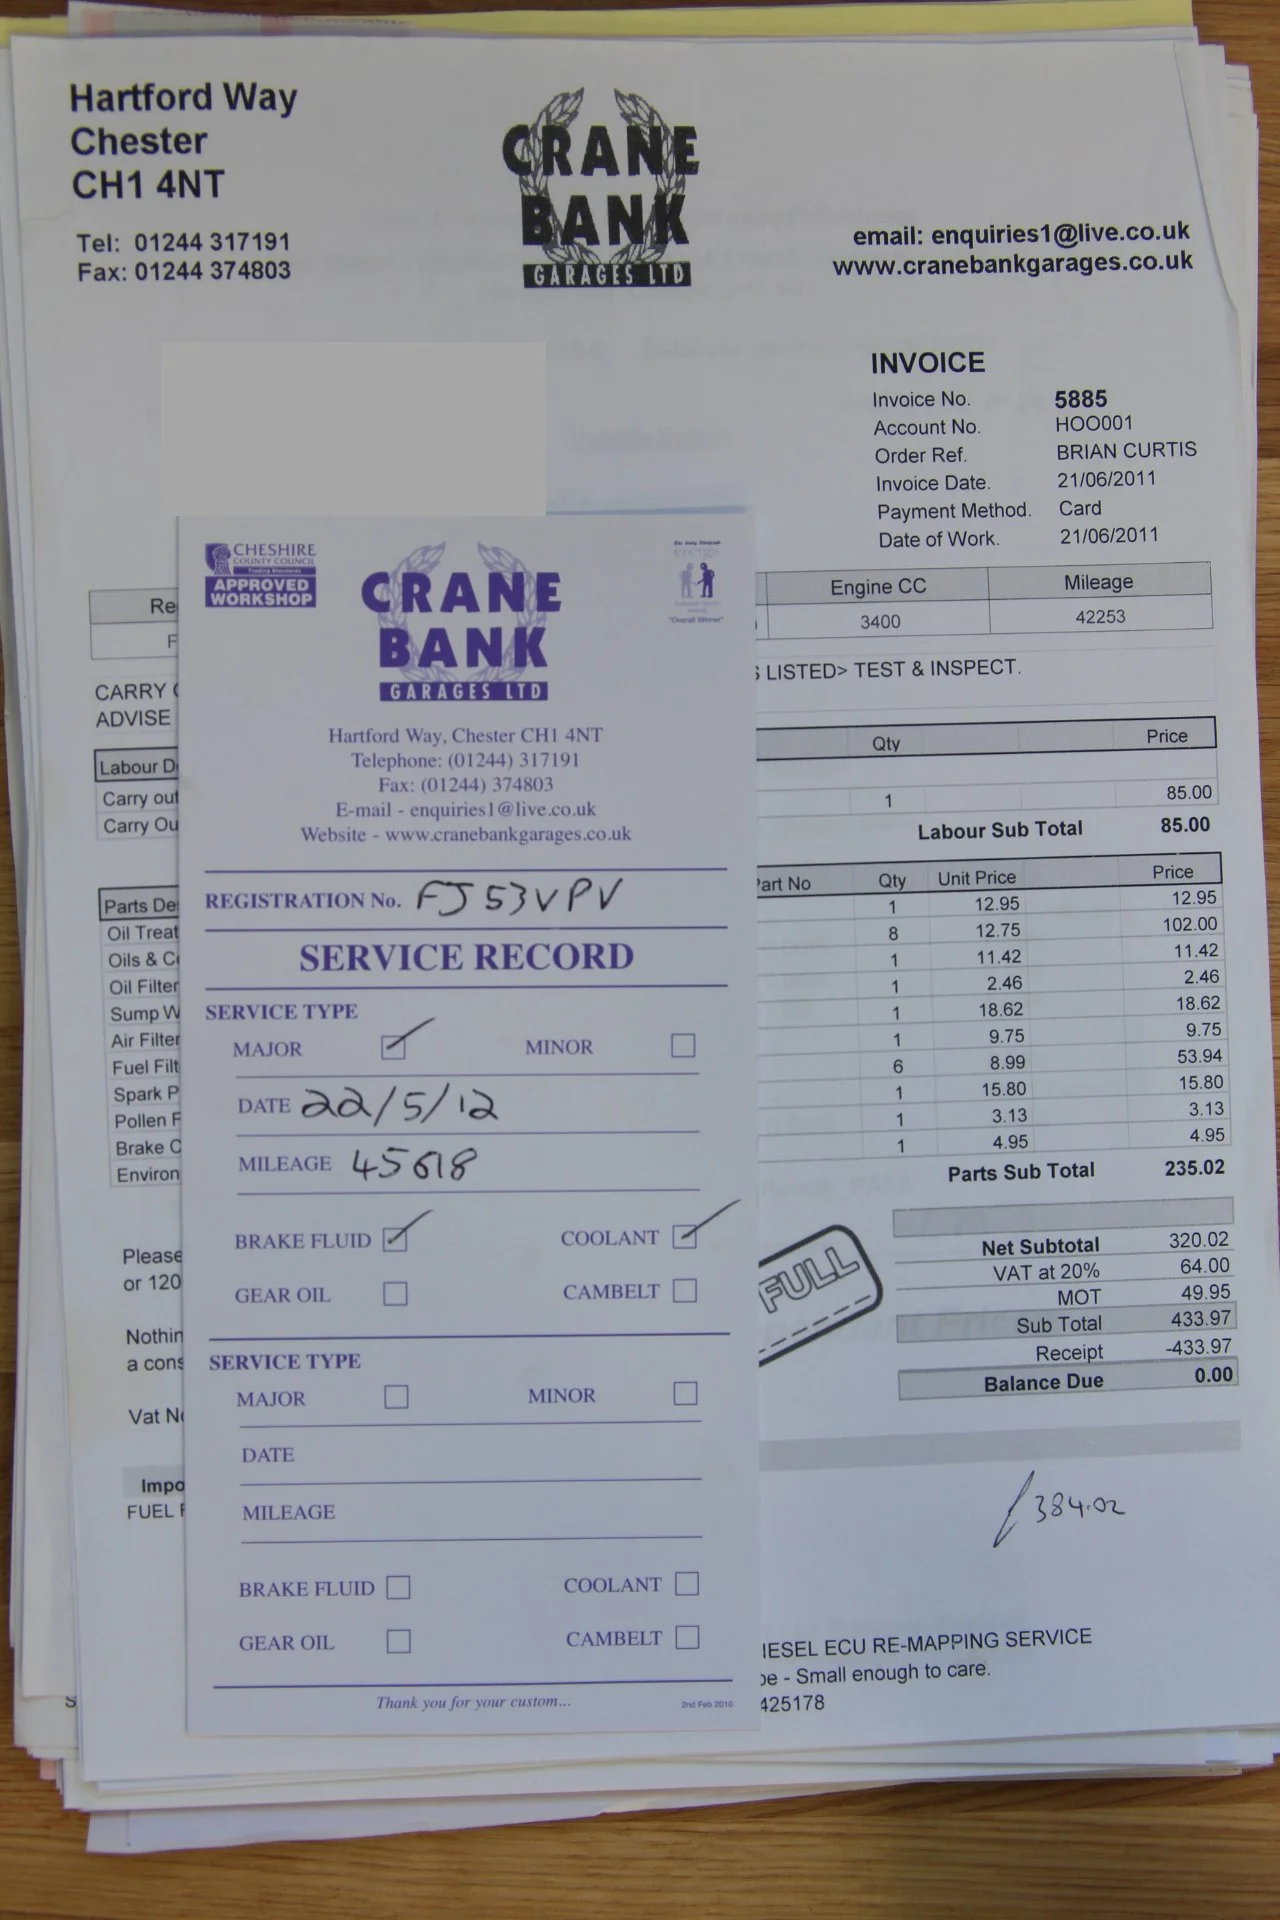 Hartford Way
Chester
CH1 4NT
Tel: 01244 317191
Fax: 01244 374803
CRANE
BANK
GARAGES LTD
email: enquiries1@live.co.uk
www.cranebankgarages.co.uk
INVOICE
Invoice No. 5885
Account No. HOO001
Order Ref. BRIAN CURTIS
Invoice Date. 21/06/2011
Payment Method. Card
Date of Work. 21/06/2011
Re Engine CC Mileage
F 3400 42253
CARRY S LISTED> TEST & INSPECT.
ADVISE
Labour D Qty Price
Carry out
Carry Ou 1 85.00
Labour Sub Total 85.00
Parts De Part No Qty Unit Price Price
Oil Treat 1 12.95 12.95
Oils & C 8 12.75 102.00
Oil Filter 1 11.42 11.42
Sump W 1 2.46 2.46
Air Filter 1 18.62 18.62
Fuel Filt 1 9.75 9.75
Spark P 6 8.99 53.94
Pollen F 1 15.80 15.80
Brake C 1 3.13 3.13
Environ 1 4.95 4.95
Parts Sub Total 235.02
Please
or 120
Nothin
a cons
Vat N
Impo
FUEL
FULL
Net Subtotal 320.02
VAT at 20% 64.00
MOT 49.95
Sub Total 433.97
Receipt -433.97
Balance Due 0.00
384.02
IESEL ECU RE-MAPPING SERVICE
pe - Small enough to care.
425178
CHESHIRE
COUNTY COUNCIL
Trading Standards
APPROVED
WORKSHOP
CRANE
BANK
GARAGES LTD
"Overall Winner"
Hartford Way, Chester CH1 4NT
Telephone: (01244) 317191
Fax: (01244) 374803
E-mail - enquiries1@live.co.uk
Website - www.cranebankgarages.co.uk
REGISTRATION No. FJ53VPV
SERVICE RECORD
SERVICE TYPE
MAJOR MINOR
DATE 22/5/12
MILEAGE 45618
BRAKE FLUID COOLANT
GEAR OIL CAMBELT
SERVICE TYPE
MAJOR MINOR
DATE
MILEAGE
BRAKE FLUID COOLANT
GEAR OIL CAMBELT
Thank you for your custom... 2nd Feb 2010